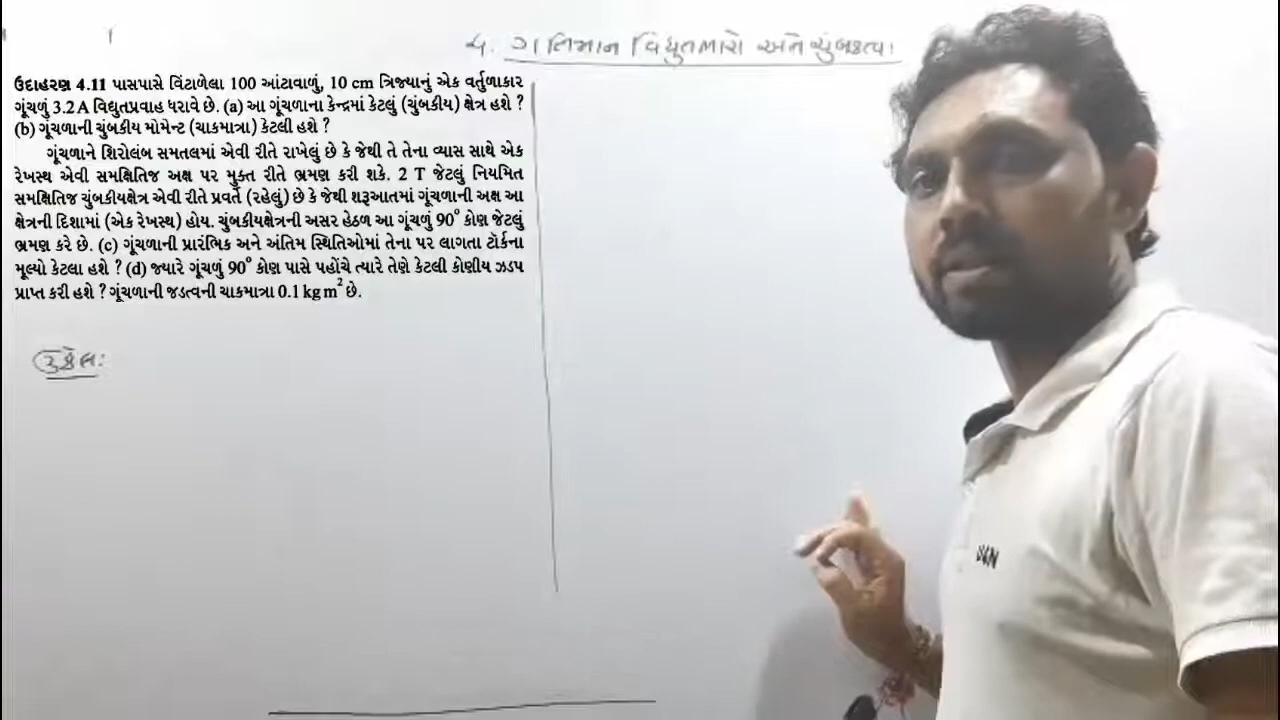 ૪. ગતિમાન વિદ્યુતભારો અને ચુંબકત્વ
ઉદાહરણ 4.11 પાસપાસે વિંટાળેલા 100 આંટાવાળું, 10 cm ત્રિજ્યાનું એક વર્તુળાકાર
ગૂંચળું 3.2 A વિદ્યુતપ્રવાહ ધરાવે છે. (a) આ ગૂંચળાના કેન્દ્રમાં કેટલું (ચુંબકીય) ક્ષેત્ર હશે ?
(b) ગૂંચળાની ચુંબકીય મોમેન્ટ (ચાકમાત્રા) કેટલી હશે ?
ગૂંચળાને શિરોલંબ સમતલમાં એવી રીતે રાખેલું છે કે જેથી તે તેના વ્યાસ સાથે એક
રેખસ્થ એવી સમક્ષિતિજ અક્ષ પર મુક્ત રીતે ભ્રમણ કરી શકે. 2 T જેટલું નિયમિત
સમક્ષિતિજ ચુંબકીયક્ષેત્ર એવી રીતે પ્રવર્તે (રહેલું) છે કે જેથી શરૂઆતમાં ગૂંચળાની અક્ષ આ
ક્ષેત્રની દિશામાં (એક રેખસ્થ) હોય. ચુંબકીયક્ષેત્રની અસર હેઠળ આ ગૂંચળું 90° કોણ જેટલું
ભ્રમણ કરે છે. (c) ગૂંચળાની પ્રારંભિક અને અંતિમ સ્થિતિઓમાં તેના પર લાગતા ટૉર્કના
મૂલ્યો કેટલા હશે ? (d) જ્યારે ગૂંચળું 90° કોણ પાસે પહોંચે ત્યારે તેણે કેટલી કોણીય ઝડપ
પ્રાપ્ત કરી હશે ? ગૂંચળાની જડત્વની ચાકમાત્રા 0.1 kg m² છે.
ઉકેલ: